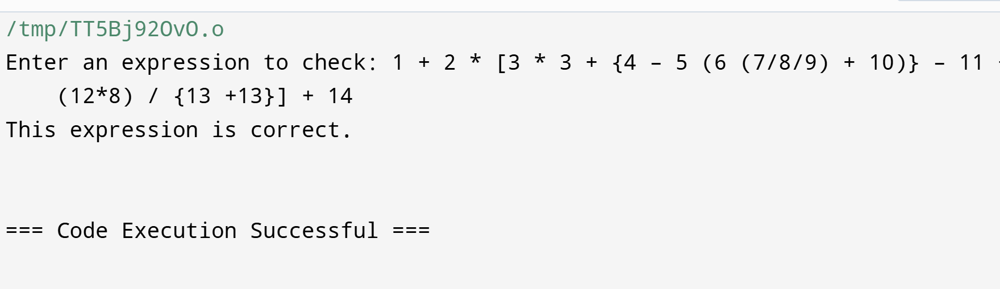 /tmp/TT5Bj92OvO.o
Enter an expression to check: 1 + 2 * [3 * 3 + {4 – 5 (6 (7/8/9) + 10)} – 11
(12*8) / {13 +13}] + 14
This expression is correct.
=== Code Execution Successful ===